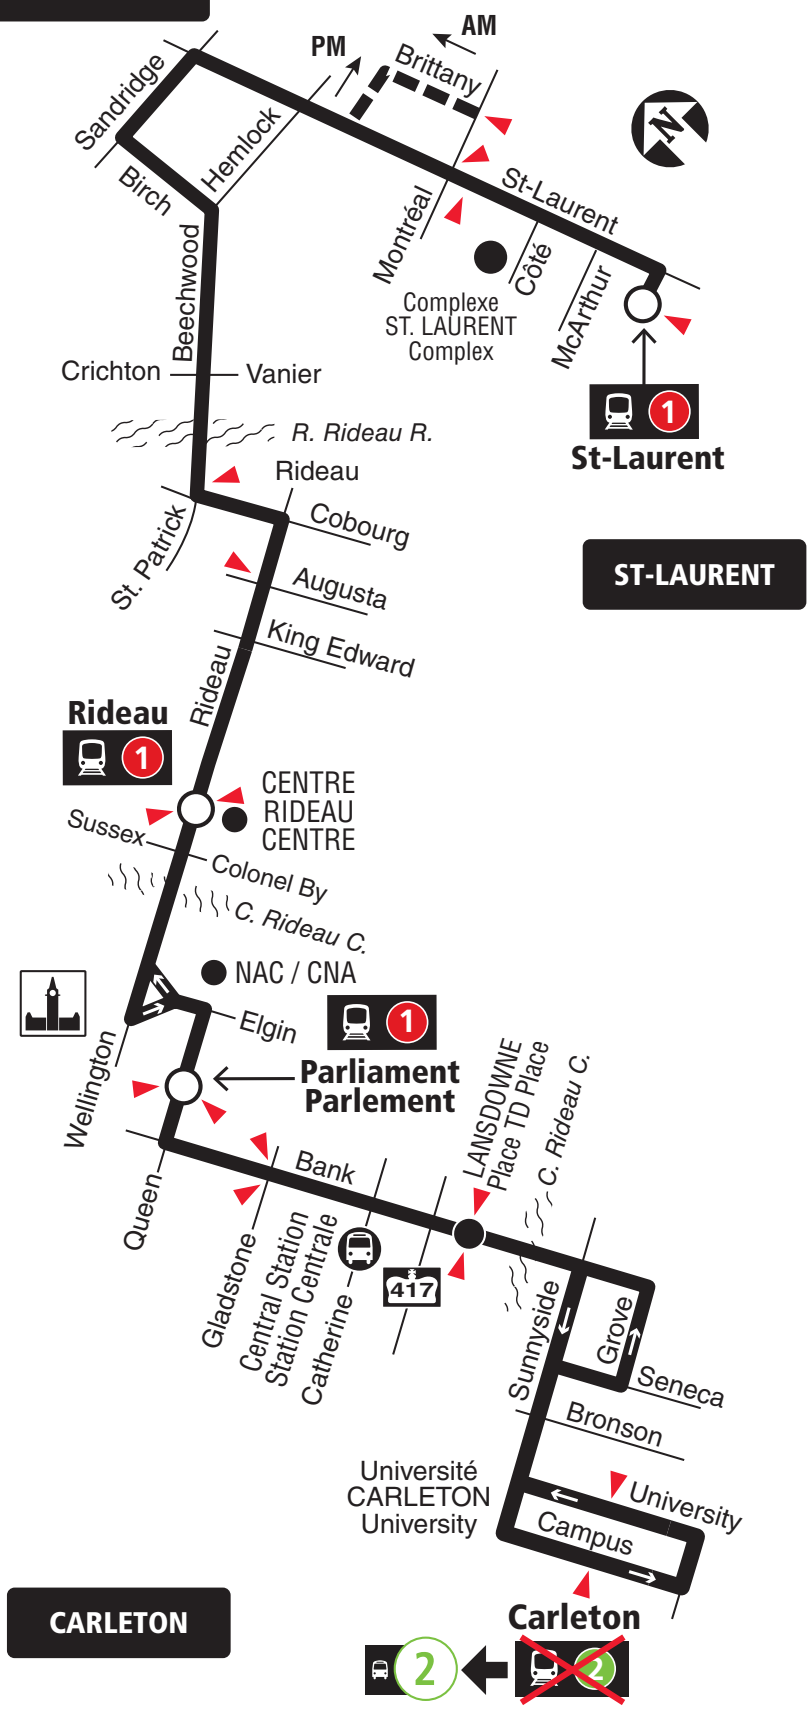 AM
PM
Brittany
Sandridge
Hemlock
N
Birch
St-Laurent
Montréal
Côté
McArthur
Beechwood
Complexe
ST. LAURENT
Complex
Crichton
Vanier
1
St-Laurent
R. Rideau R.
Rideau
Cobourg
St. Patrick
ST-LAURENT
Augusta
King Edward
Rideau
Rideau
1
CENTRE
RIDEAU
CENTRE
Sussex
Colonel By
C. Rideau C.
NAC / CNA
1
Elgin
Parliament
Parlement
Wellington
LANSDOWNE
Place TD Place
C. Rideau C.
Bank
Queen
Gladstone
Central Station
Station Centrale
Catherine
417
Sunnyside
Grove
Seneca
Bronson
Université
CARLETON
University
University
Campus
CARLETON
Carleton
2
2